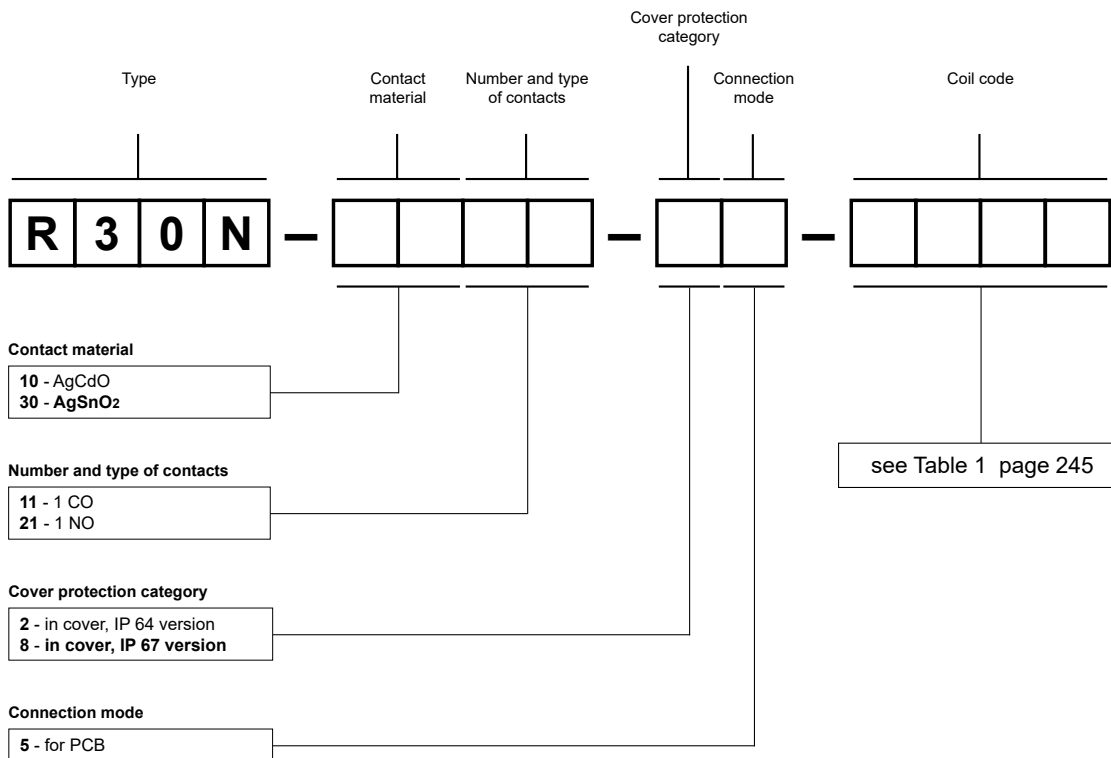 Cover protection
category
Type
Contact
material
Number and type
of contacts
Connection
mode
Coil code
R 3 0 N – – –
Contact material
10 - AgCdO
30 - AgSnO2
Number and type of contacts
11 - 1 CO
21 - 1 NO
see Table 1 page 245
Cover protection category
2 - in cover, IP 64 version
8 - in cover, IP 67 version
Connection mode
5 - for PCB